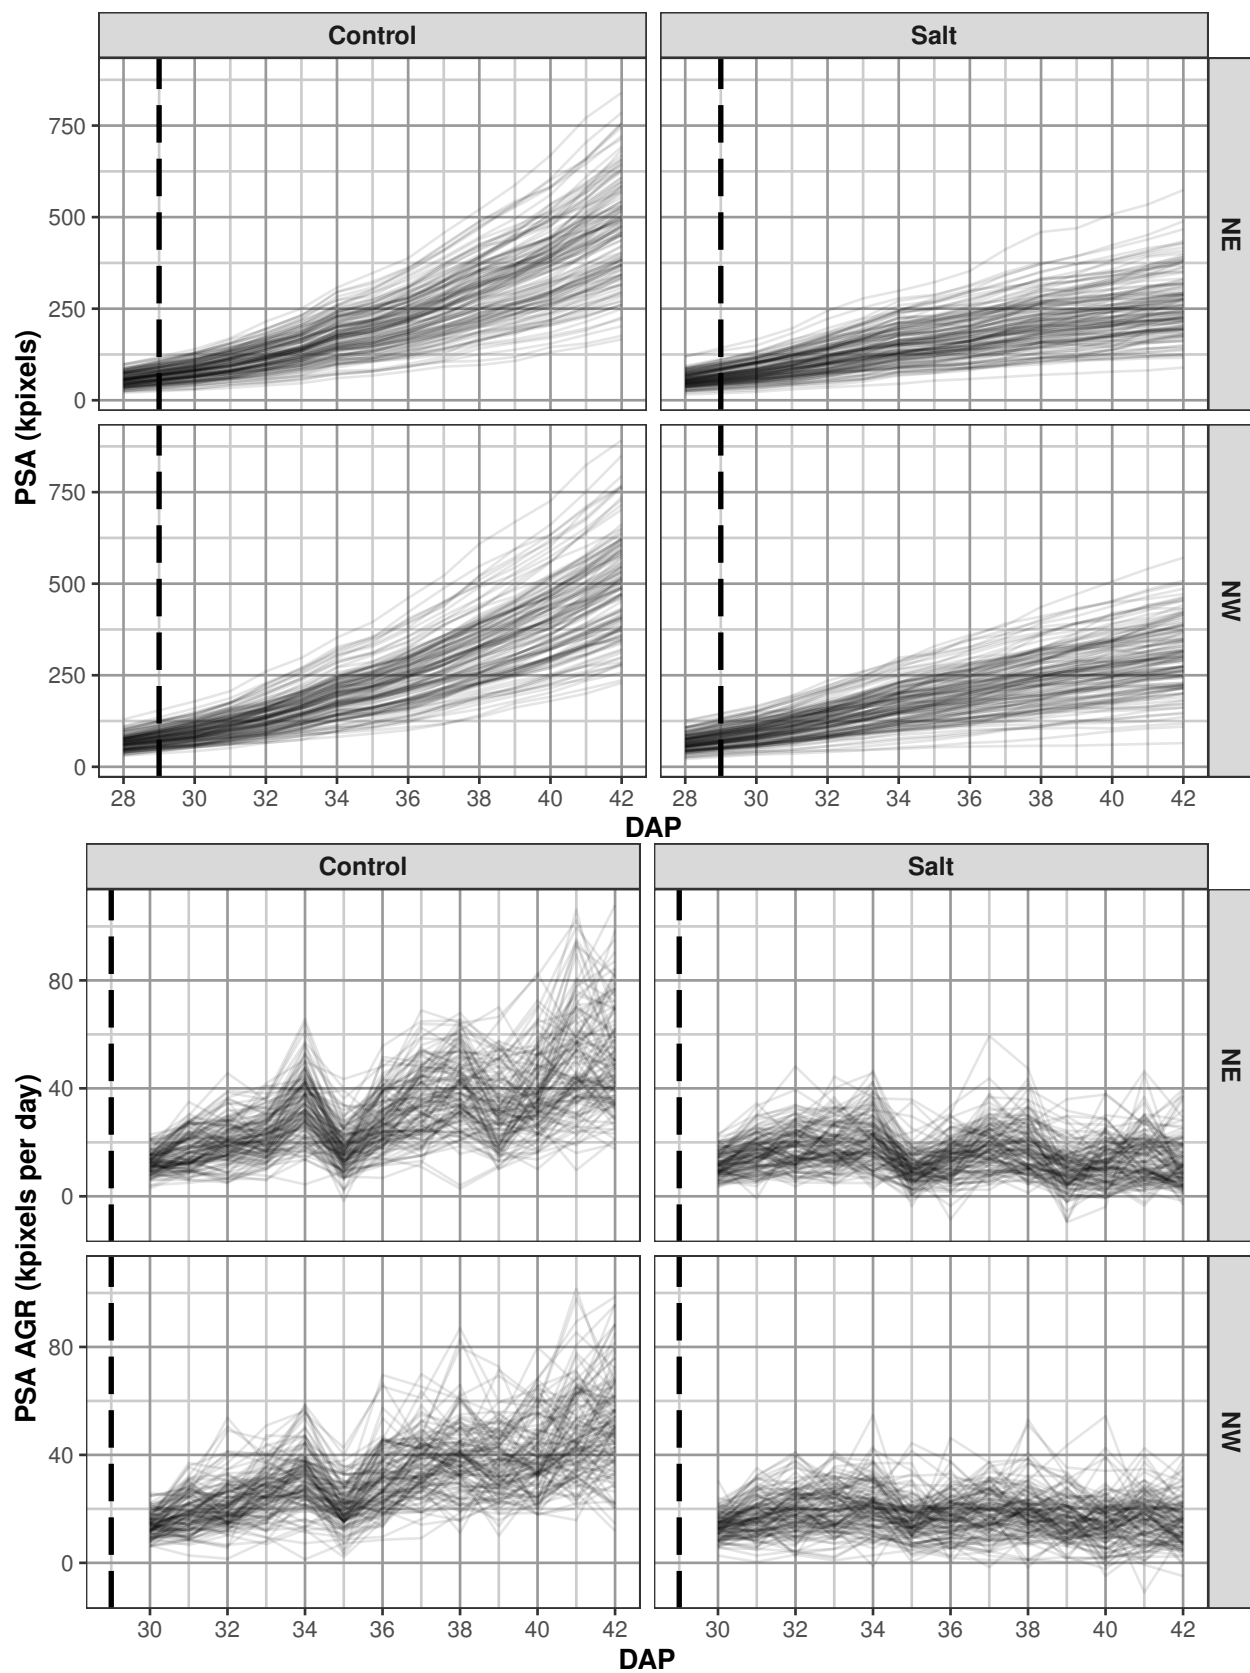 Control Salt
750
500
250
0
NE
PSA (kpixels)
750
500
250
0
NW
28 30 32 34 36 38 40 42 28 30 32 34 36 38 40 42
DAP
Control Salt
80
40
0
NE
PSA AGR (kpixels per day)
80
40
0
NW
30 32 34 36 38 40 42 30 32 34 36 38 40 42
DAP